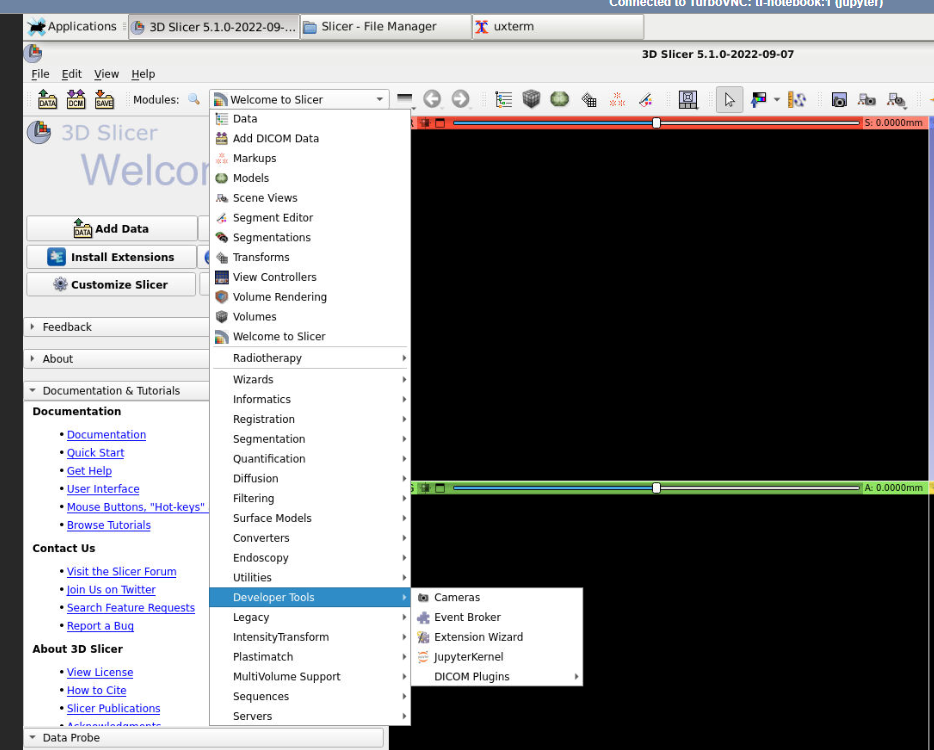 Connected to TurboVNC: tl-notebook:1 (jupyter)
Applications
3D Slicer 5.1.0-2022-09-...
Slicer - File Manager
uxterm
3D Slicer 5.1.0-2022-09-07
File Edit View Help
DATA DCM SAVE Modules: Welcome to Slicer
S: 0.0000mm
3D Slicer
Welco
DATA Add Data
Install Extensions
Customize Slicer
Feedback
About
Documentation & Tutorials
Documentation
• Documentation
• Quick Start
• Get Help
• User Interface
• Mouse Buttons, "Hot-keys"
• Browse Tutorials
Contact Us
• Visit the Slicer Forum
• Join Us on Twitter
• Search Feature Requests
• Report a Bug
About 3D Slicer
• View License
• How to Cite
• Slicer Publications
• Acknowledgments
Data Probe
Data
Add DICOM Data
Markups
Models
Scene Views
Segment Editor
Segmentations
Transforms
View Controllers
Volume Rendering
Volumes
Welcome to Slicer
Radiotherapy
Wizards
Informatics
Registration
Segmentation
Quantification
Diffusion
Filtering
Surface Models
Converters
Endoscopy
Utilities
Developer Tools
Legacy
IntensityTransform
Plastimatch
MultiVolume Support
Sequences
Servers
Cameras
Event Broker
Extension Wizard
JupyterKernel
DICOM Plugins
A: 0.0000mm